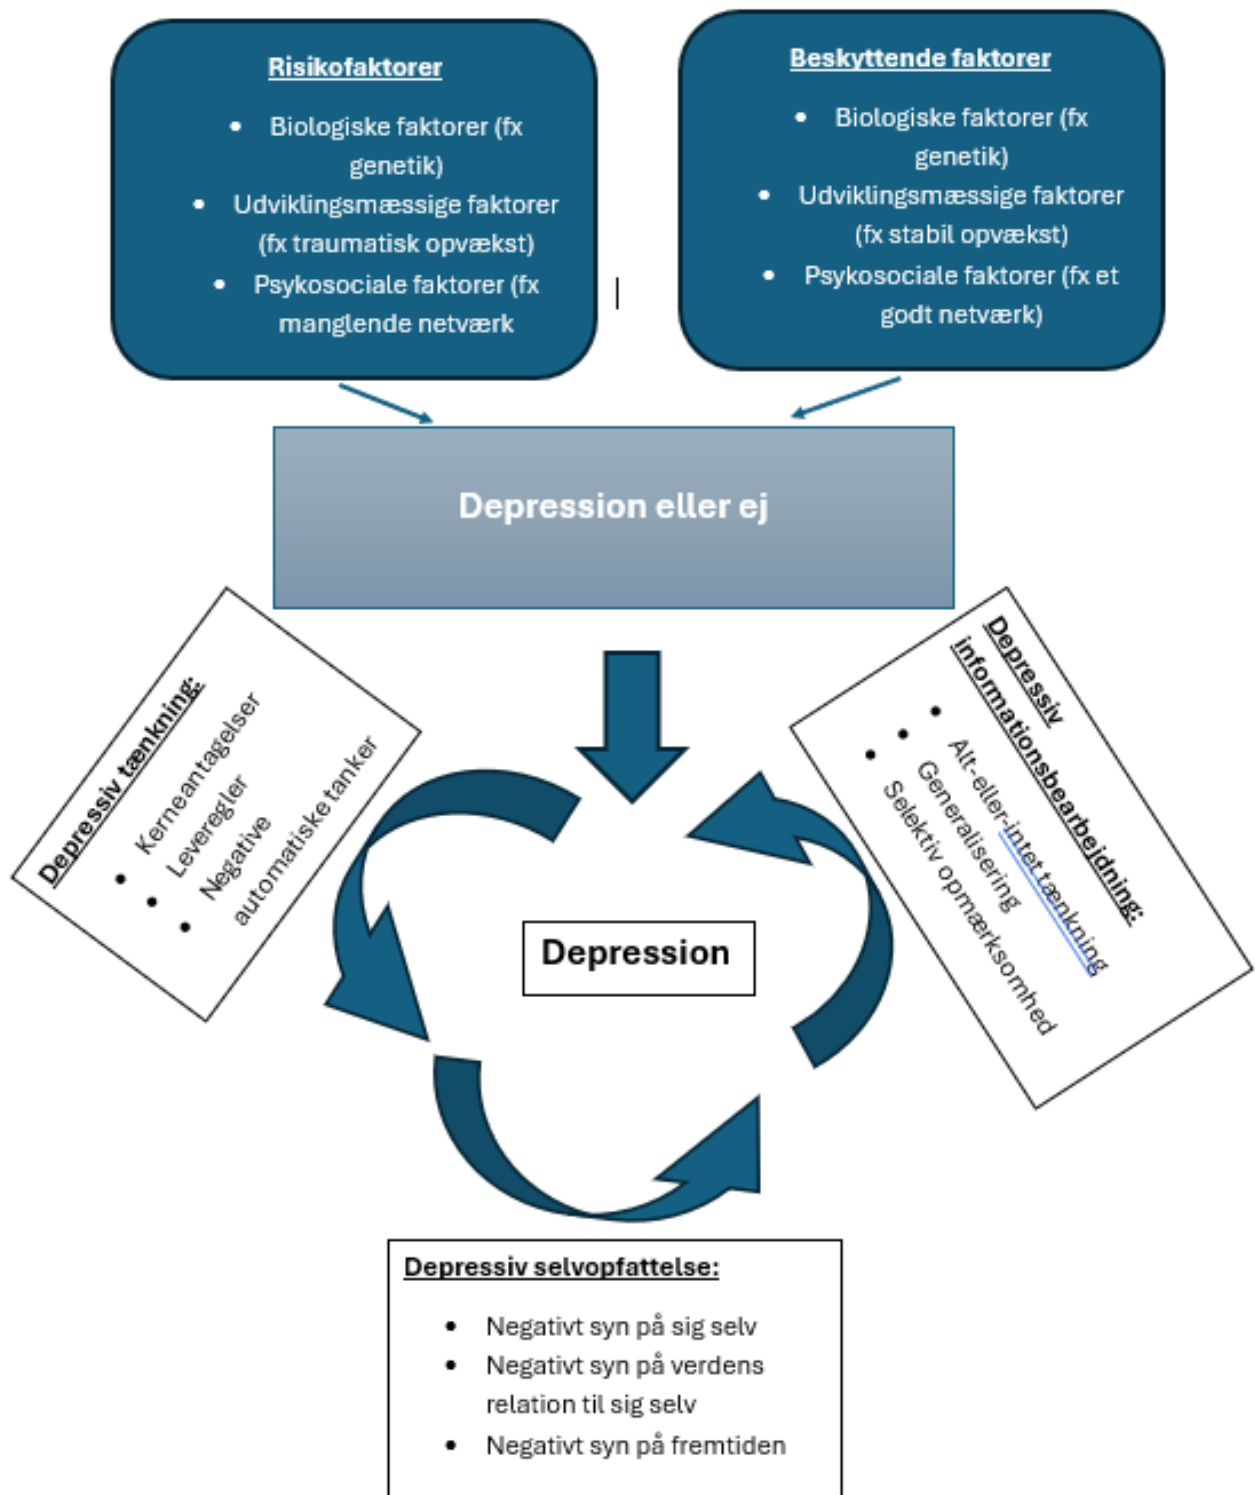 Risikofaktorer
• Biologiske faktorer (fx
genetik)
• Udviklingsmæssige faktorer
(fx traumatisk opvækst)
• Psykosociale faktorer (fx
manglende netværk
Beskyttende faktorer
• Biologiske faktorer (fx
genetik)
• Udviklingsmæssige faktorer
(fx stabil opvækst)
• Psykosociale faktorer (fx et
godt netværk)
Depression eller ej
Depressiv tænkning:
• Kerneantagelser
• Leveregler
• Negative
automatiske tanker
Depressiv
informationsbearbejdning:
• Alt-eller-intet tænkning
• Generalisering
• Selektiv opmærksomhed
Depression
Depressiv selvopfattelse:
• Negativt syn på sig selv
• Negativt syn på verdens
relation til sig selv
• Negativt syn på fremtiden